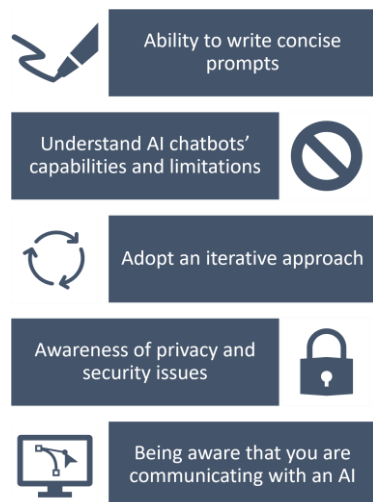 Ability to write concise
prompts
Understand AI chatbots’
capabilities and limitations
Adopt an iterative approach
Awareness of privacy and
security issues
Being aware that you are
communicating with an AI